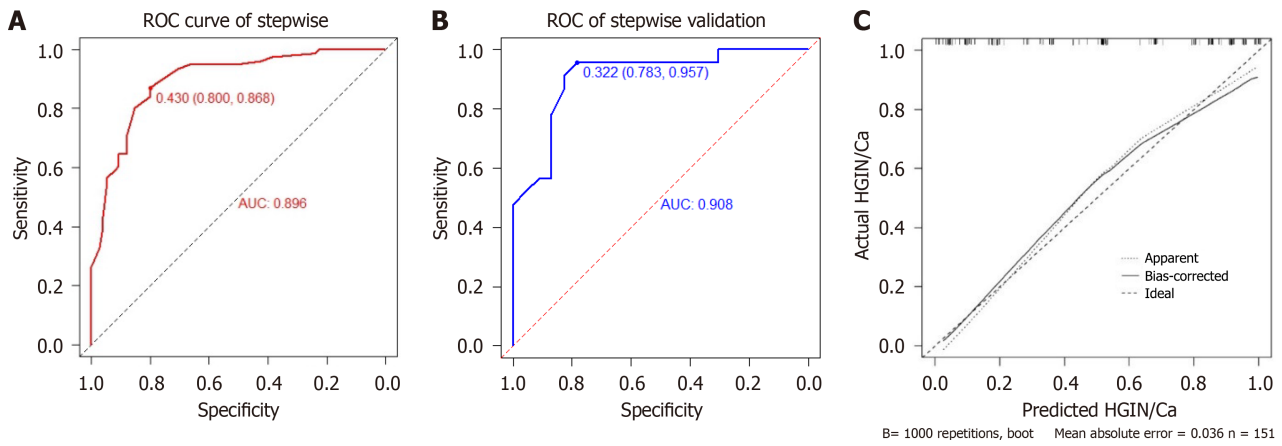 A
ROC curve of stepwise
1.0
0.8
0.6
0.4
0.2
0.0
Sensitivity
0.430 (0.800, 0.868)
AUC: 0.896
1.0 0.8 0.6 0.4 0.2 0.0
Specificity
B
ROC of stepwise validation
1.0
0.8
0.6
0.4
0.2
0.0
Sensitivity
0.322 (0.783, 0.957)
AUC: 0.908
1.0 0.8 0.6 0.4 0.2 0.0
Specificity
C
1.0
0.8
0.6
0.4
0.2
0.0
Actual HGIN/Ca
Apparent
Bias-corrected
Ideal
0.0 0.2 0.4 0.6 0.8 1.0
Predicted HGIN/Ca
B= 1000 repetitions, boot Mean absolute error = 0.036 n = 151